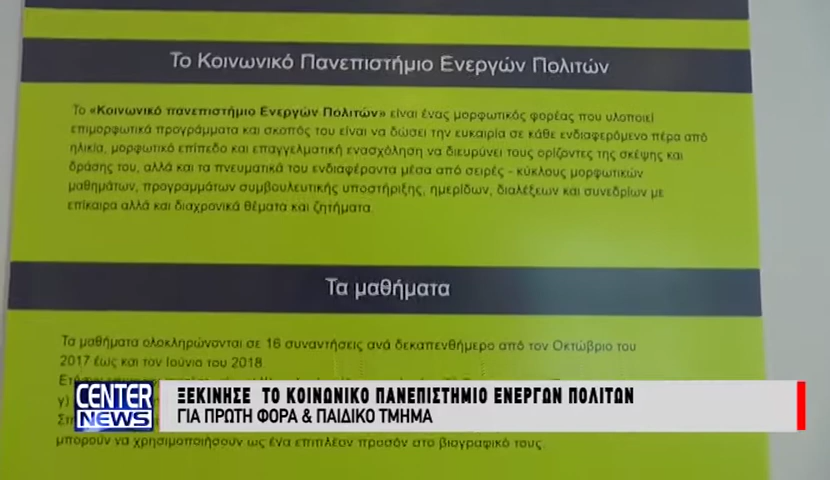 Το Κοινωνικό Πανεπιστήμιο Ενεργών Πολιτών
Το «Κοινωνικό πανεπιστήμιο Ενεργών Πολιτών» είναι ένας μορφωτικός φορέας που υλοποιεί
επιμορφωτικά προγράμματα και σκοπός του είναι να δώσει την ευκαιρία σε κάθε ενδιαφερόμενο πέρα από
ηλικία, μορφωτικό επίπεδο και επαγγελματική ενασχόληση να διευρύνει τους ορίζοντες της σκέψης και
δράσης του, αλλά και τα πνευματικά του ενδιαφέροντα μέσα από σειρές - κύκλους μορφωτικών
μαθημάτων, προγραμμάτων συμβουλευτικής υποστήριξης, ημερίδων, διαλέξεων και συνεδρίων με
επίκαιρα αλλά και διαχρονικά θέματα και ζητήματα.
Τα μαθήματα
Τα μαθήματα ολοκληρώνονται σε 16 συναντήσεις ανά δεκαπενθήμερο από τον Οκτώβριο του
2017 έως και τον Ιούνιο του 2018.
γ)
CENTER NEWS
ΞΕΚΙΝΗΣΕ ΤΟ ΚΟΙΝΩΝΙΚΟ ΠΑΝΕΠΙΣΤΗΜΙΟ ΕΝΕΡΓΩΝ ΠΟΛΙΤΩΝ
ΓΙΑ ΠΡΩΤΗ ΦΟΡΑ & ΠΑΙΔΙΚΟ ΤΜΗΜΑ
μπορούν να χρησιμοποιήσουν ως ένα επιπλέον προσόν στο βιογραφικό τους.